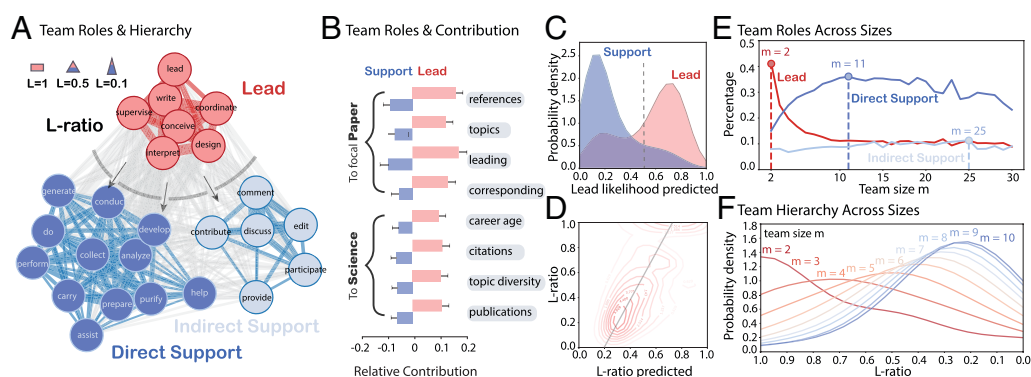 A Team Roles & Hierarchy
L=1 L=0.5 L=0.1
L-ratio
Lead
lead
write
supervise
coordinate
conceive
interpret
design
generate
conduc
do
develop
collect
analyze
perform
carry
prepare
purify
help
assist
comment
contribute
discuss
edit
participate
provide
Indirect Support
Direct Support
B Team Roles & Contribution
Support Lead
To focal Paper
references
topics
leading
corresponding
To Science
career age
citations
topic diversity
publications
-0.2 -0.1 0.0 0.1 0.2
Relative Contribution
C
Probability density
2.5
2.0
1.5
1.0
0.5
0.0
Support
Lead
0.0 0.2 0.4 0.6 0.8 1.0
Lead likelihood predicted
D
L-ratio
1.0
0.8
0.6
0.4
0.2
0.0
0.0 0.2 0.4 0.6 0.8 1.0
L-ratio predicted
E Team Roles Across Sizes
Percentage
0.5
0.4
0.3
0.2
0.1
0.0
m = 2
Lead
m = 11
Direct Support
m = 25
Indirect Support
2 10 15 20 25 30
Team size m
F Team Hierarchy Across Sizes
Probability density
1.8
1.6
1.4
1.2
1.0
0.8
0.6
0.4
0.2
0.0
team size m
m = 2
m = 3
m = 4
m = 5
m = 6
m = 7
m = 8
m = 9
m = 10
1.0 0.9 0.8 0.7 0.6 0.5 0.4 0.3 0.2 0.1 0.0
L-ratio